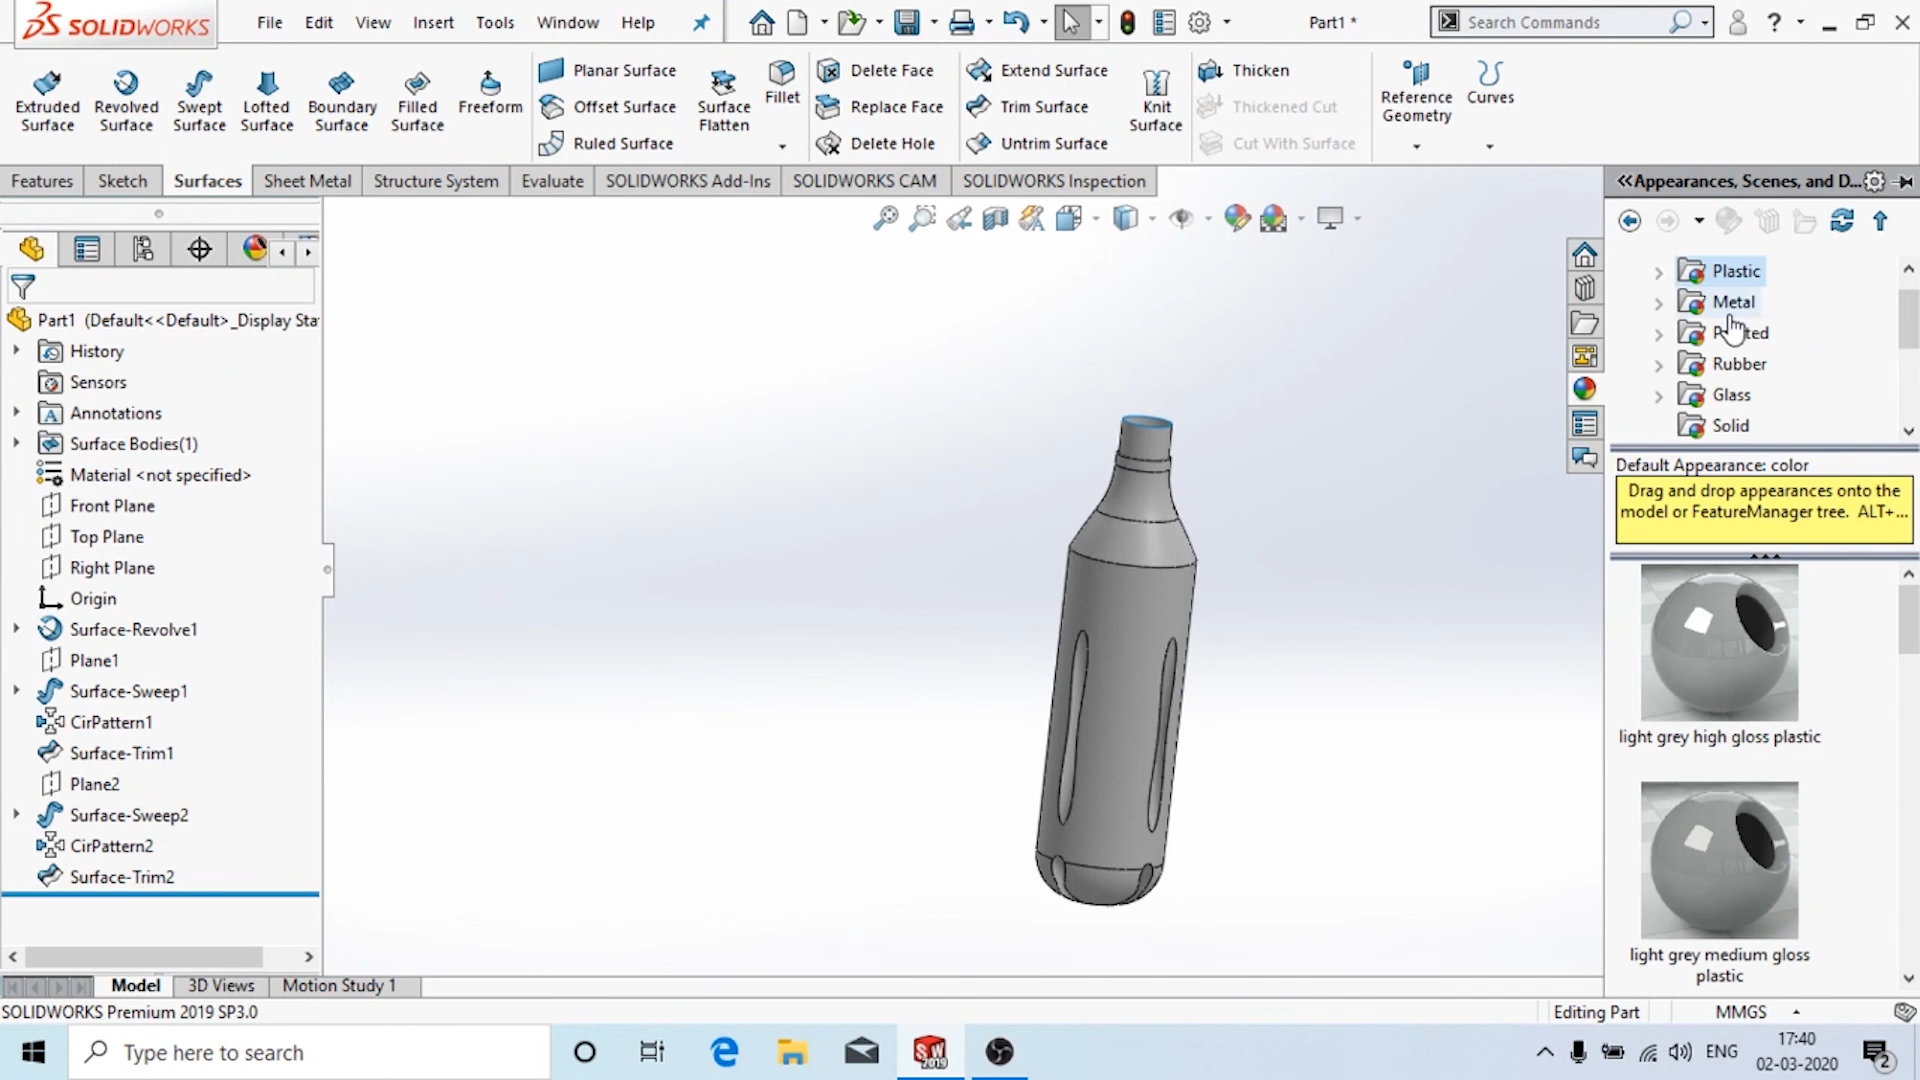 SOLIDWORKS
File Edit View Insert Tools Window Help
Part1 *
Search Commands
?
Extruded Surface
Revolved Surface
Swept Surface
Lofted Surface
Boundary Surface
Filled Surface
Freeform
Planar Surface
Offset Surface
Ruled Surface
Surface Flatten
Fillet
Delete Face
Replace Face
Delete Hole
Extend Surface
Trim Surface
Untrim Surface
Knit Surface
Thicken
Thickened Cut
Cut With Surface
Reference Geometry
Curves
Features Sketch Surfaces Sheet Metal Structure System Evaluate SOLIDWORKS Add-Ins SOLIDWORKS CAM SOLIDWORKS Inspection
Part1 (Default<<Default>_Display Sta
History
Sensors
Annotations
Surface Bodies(1)
Material <not specified>
Front Plane
Top Plane
Right Plane
Origin
Surface-Revolve1
Plane1
Surface-Sweep1
CirPattern1
Surface-Trim1
Plane2
Surface-Sweep2
CirPattern2
Surface-Trim2
«Appearances, Scenes, and D...
Plastic
Metal
Rubber
Glass
Solid
Default Appearance: color
Drag and drop appearances onto the
model or FeatureManager tree. ALT+...
light grey high gloss plastic
light grey medium gloss
plastic
Model 3D Views Motion Study 1
SOLIDWORKS Premium 2019 SP3.0
Editing Part
MMGS
Type here to search
SW
2019
ENG
17:40
02-03-2020
2